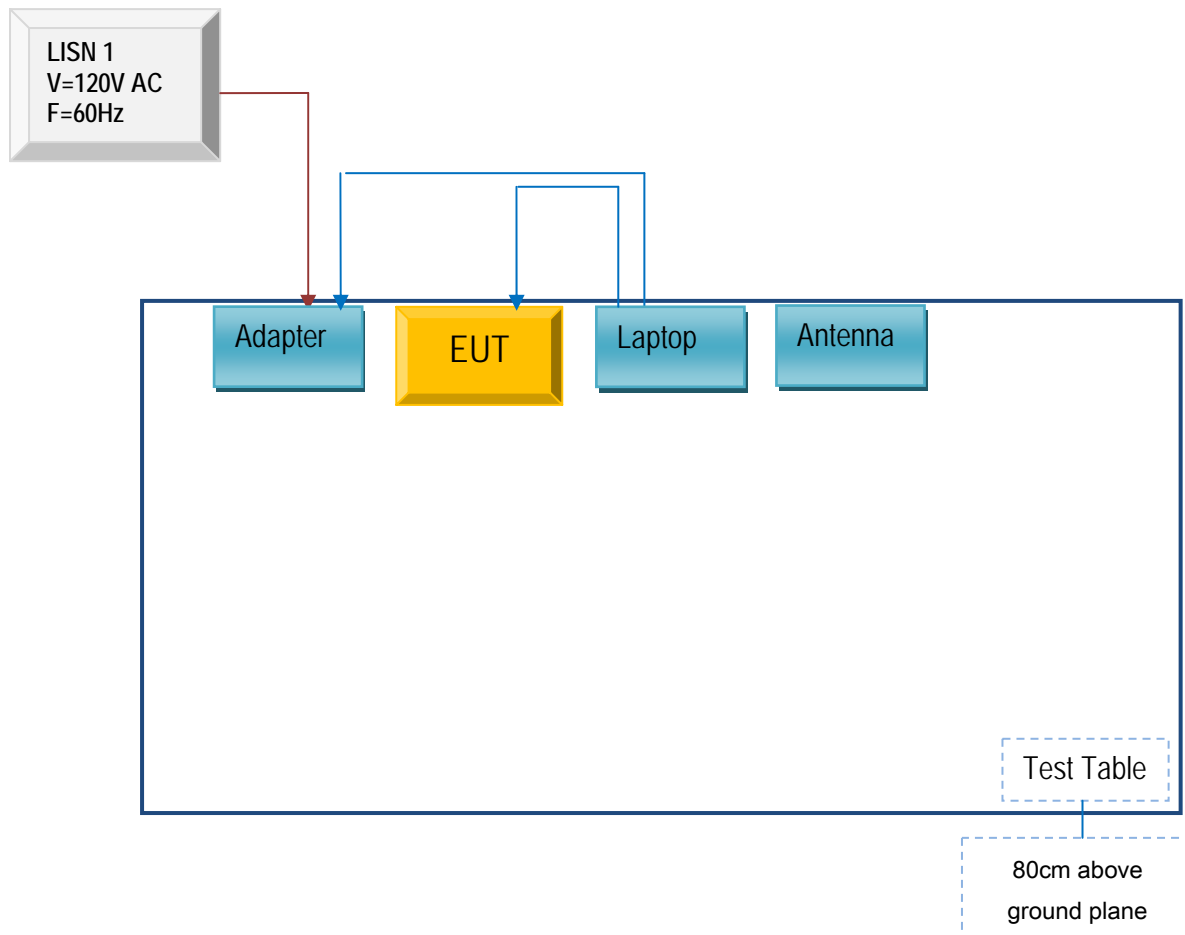 LISN 1
V=120V AC
F=60Hz
Adapter
EUT
Laptop
Antenna
Test Table
80cm above
ground plane